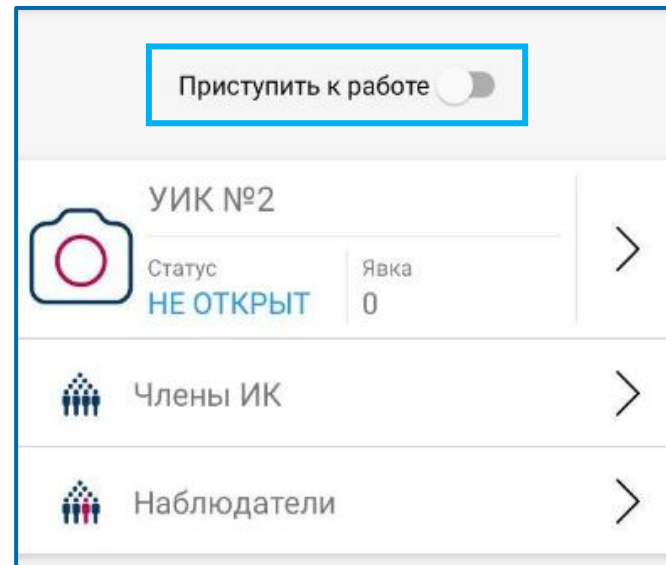 Приступить к работе
УИК №2
Статус Явка
НЕ ОТКРЫТ 0
Члены ИК
Наблюдатели